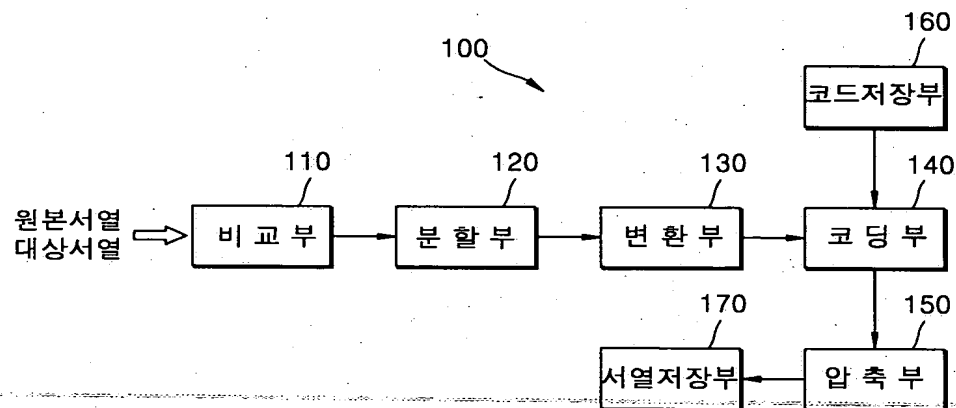 160
100
코드저장부
110
120
130
140
원본서열
대상서열
비교부
분할부
변환부
코딩부
170
150
서열저장부
압축부